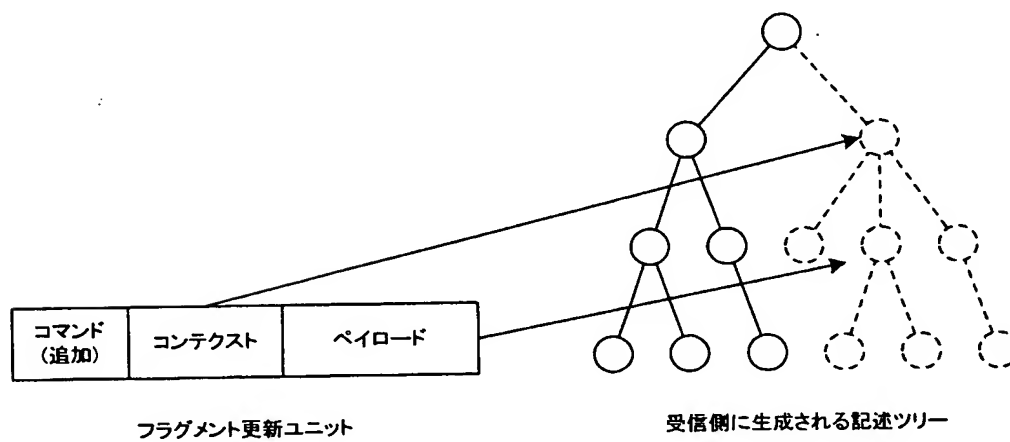 コマンド
(追加)
コンテクスト
ペイロード
フラグメント更新ユニット
受信側に生成される記述ツリー